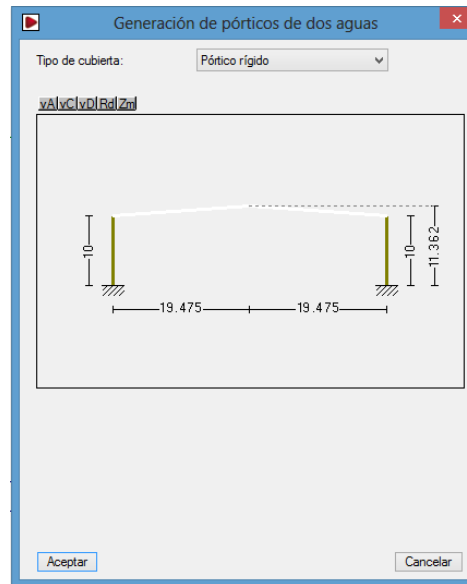 Generación de pórticos de dos aguas
Tipo de cubierta: Pórtico rígido
vA vC vD Rd Zm
10
10
11.362
19.475
19.475
Aceptar Cancelar